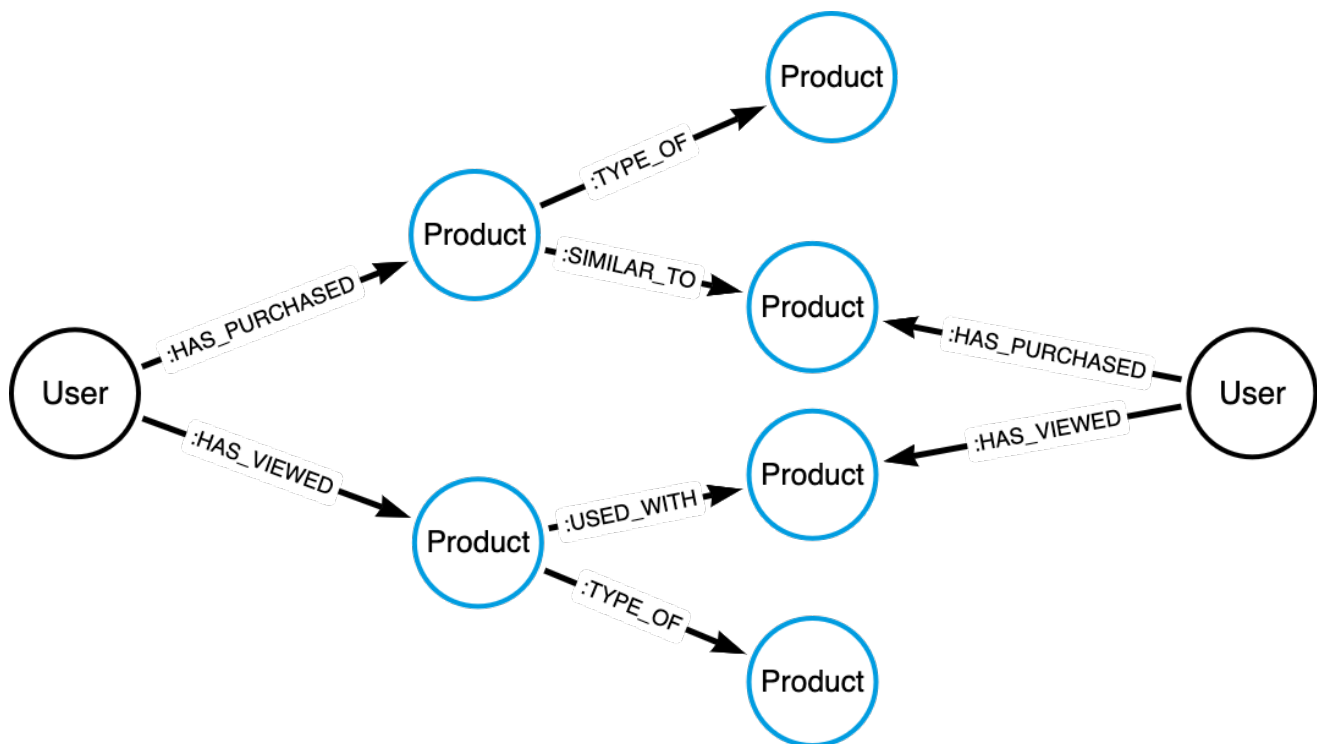 Product
:TYPE_OF
Product
:SIMILAR_TO
Product
:HAS_PURCHASED
:HAS_PURCHASED
User
User
:HAS_VIEWED
:HAS_VIEWED
Product
:USED_WITH
Product
:TYPE_OF
Product